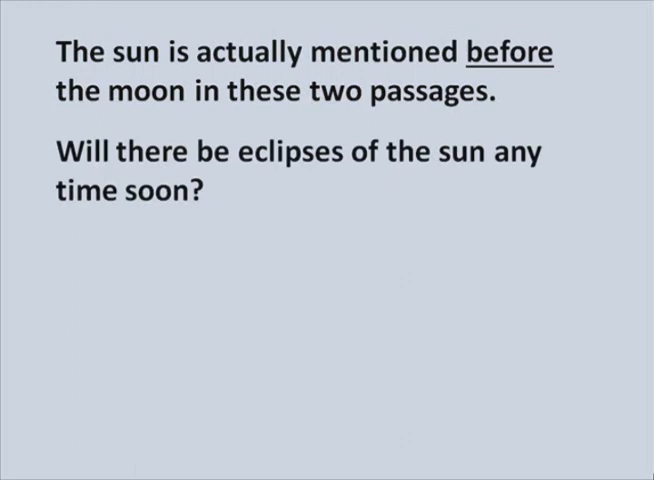 The sun is actually mentioned before
the moon in these two passages.
Will there be eclipses of the sun any
time soon?